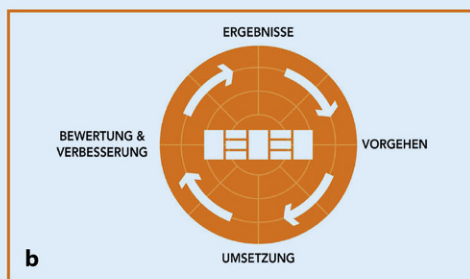 ERGEBNISSE
BEWERTUNG &
VERBESSERUNG
VORGEHEN
UMSETZUNG
b